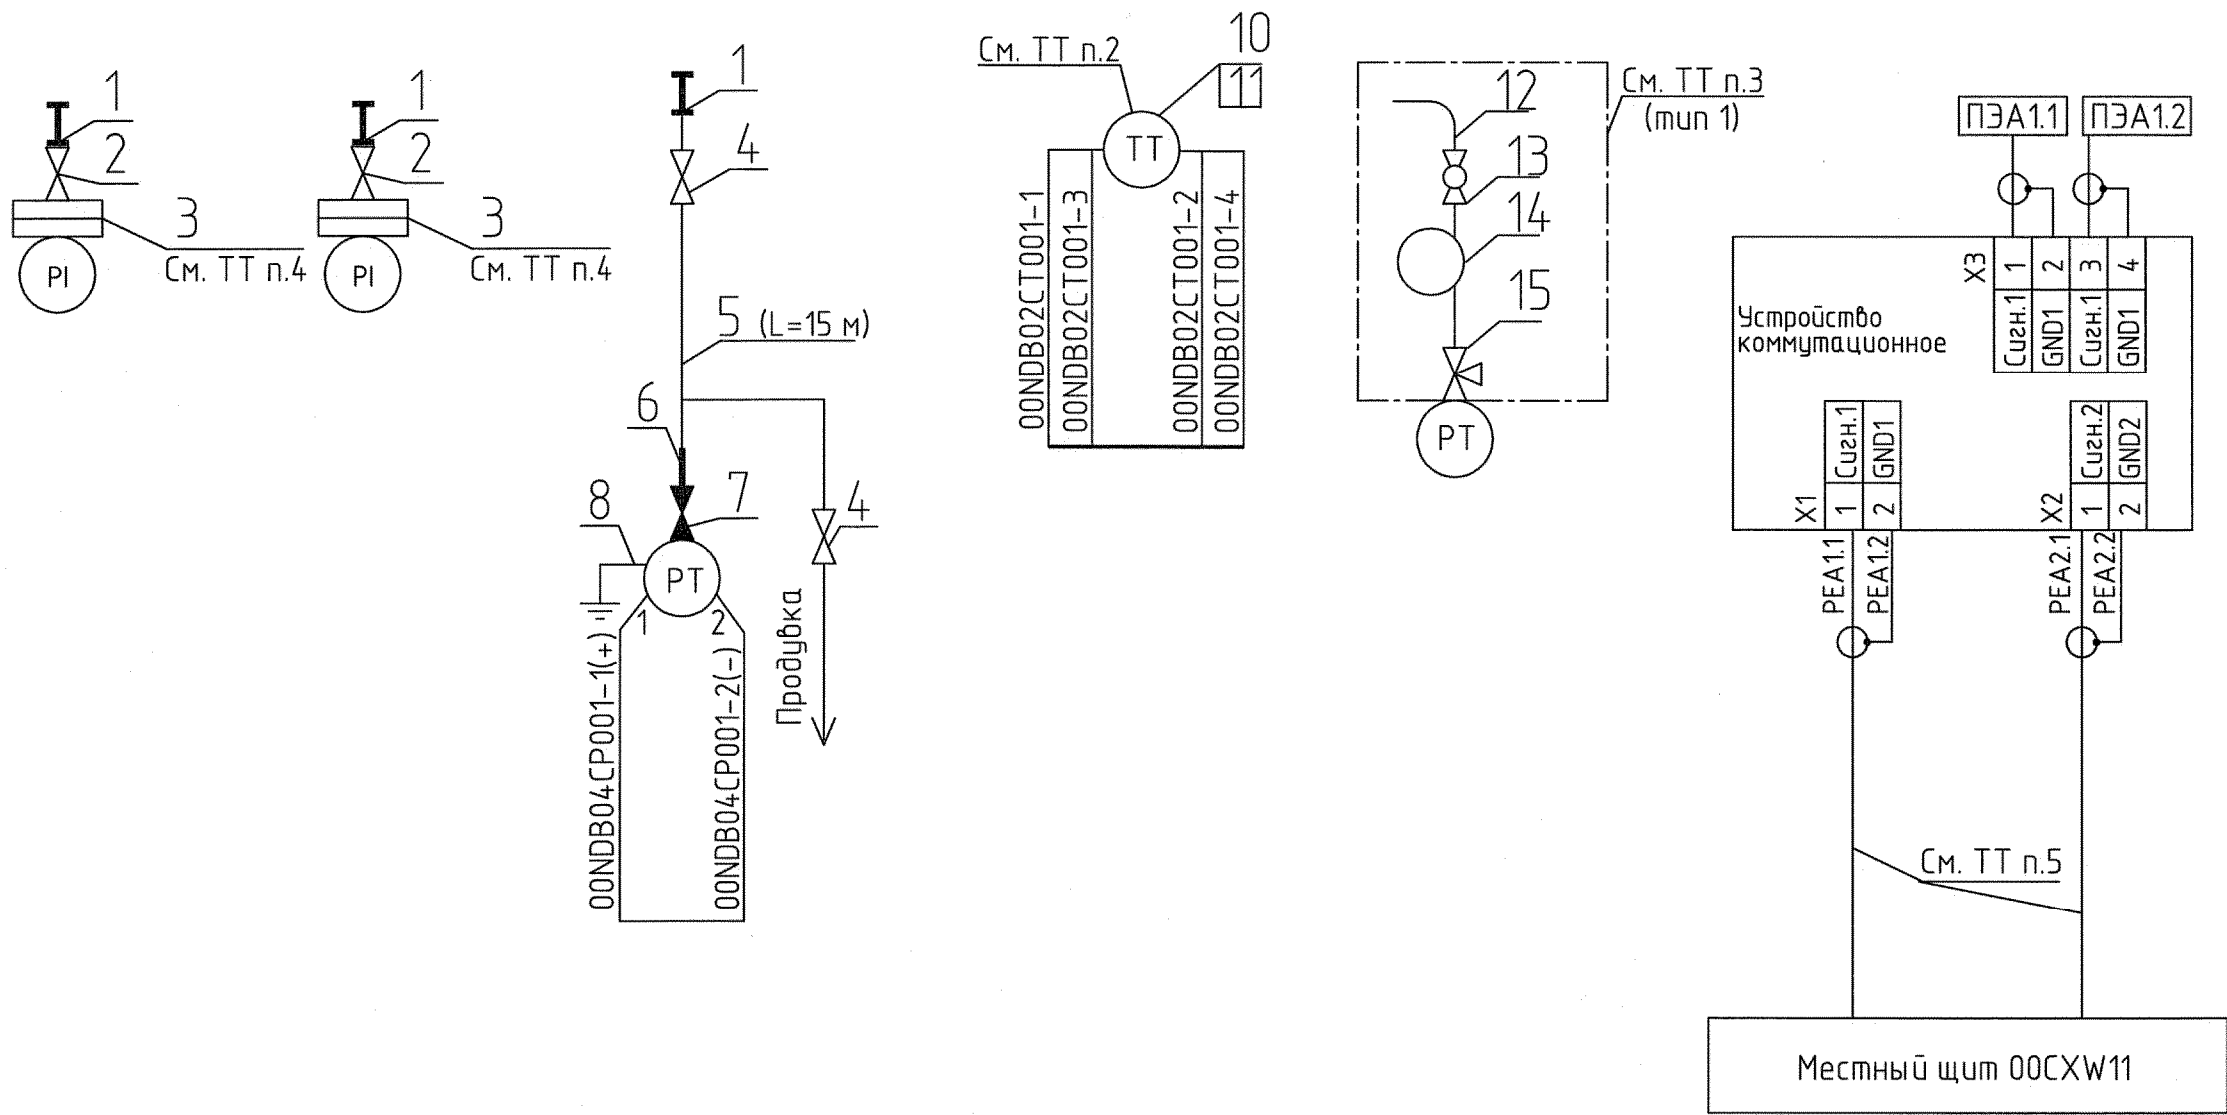 1
2
3
См. ТТ п.4
PI
1
2
3
См. ТТ п.4
PI
1
4
5 (L=15 м)
6
7
8
4
PT
1
2
00NDB04CP001-1(+)
00NDB04CP001-2(-)
Продувка
См. ТТ п.2
10
11
TT
00NDB02CT001-1
00NDB02CT001-3
00NDB02CT001-2
00NDB02CT001-4
12
13
14
15
PT
См. ТТ п.3
(тип 1)
ПЭА1.1
ПЭА1.2
X3
1
2
3
4
Сигн.1
GND1
Сигн.1
GND1
Устройство
коммутационное
X1
Сигн.1
GND1
1
2
X2
Сигн.2
GND2
1
2
PEA1.1
PEA1.2
PEA2.1
PEA2.2
См. ТТ п.5
Местный щит 00CXW11